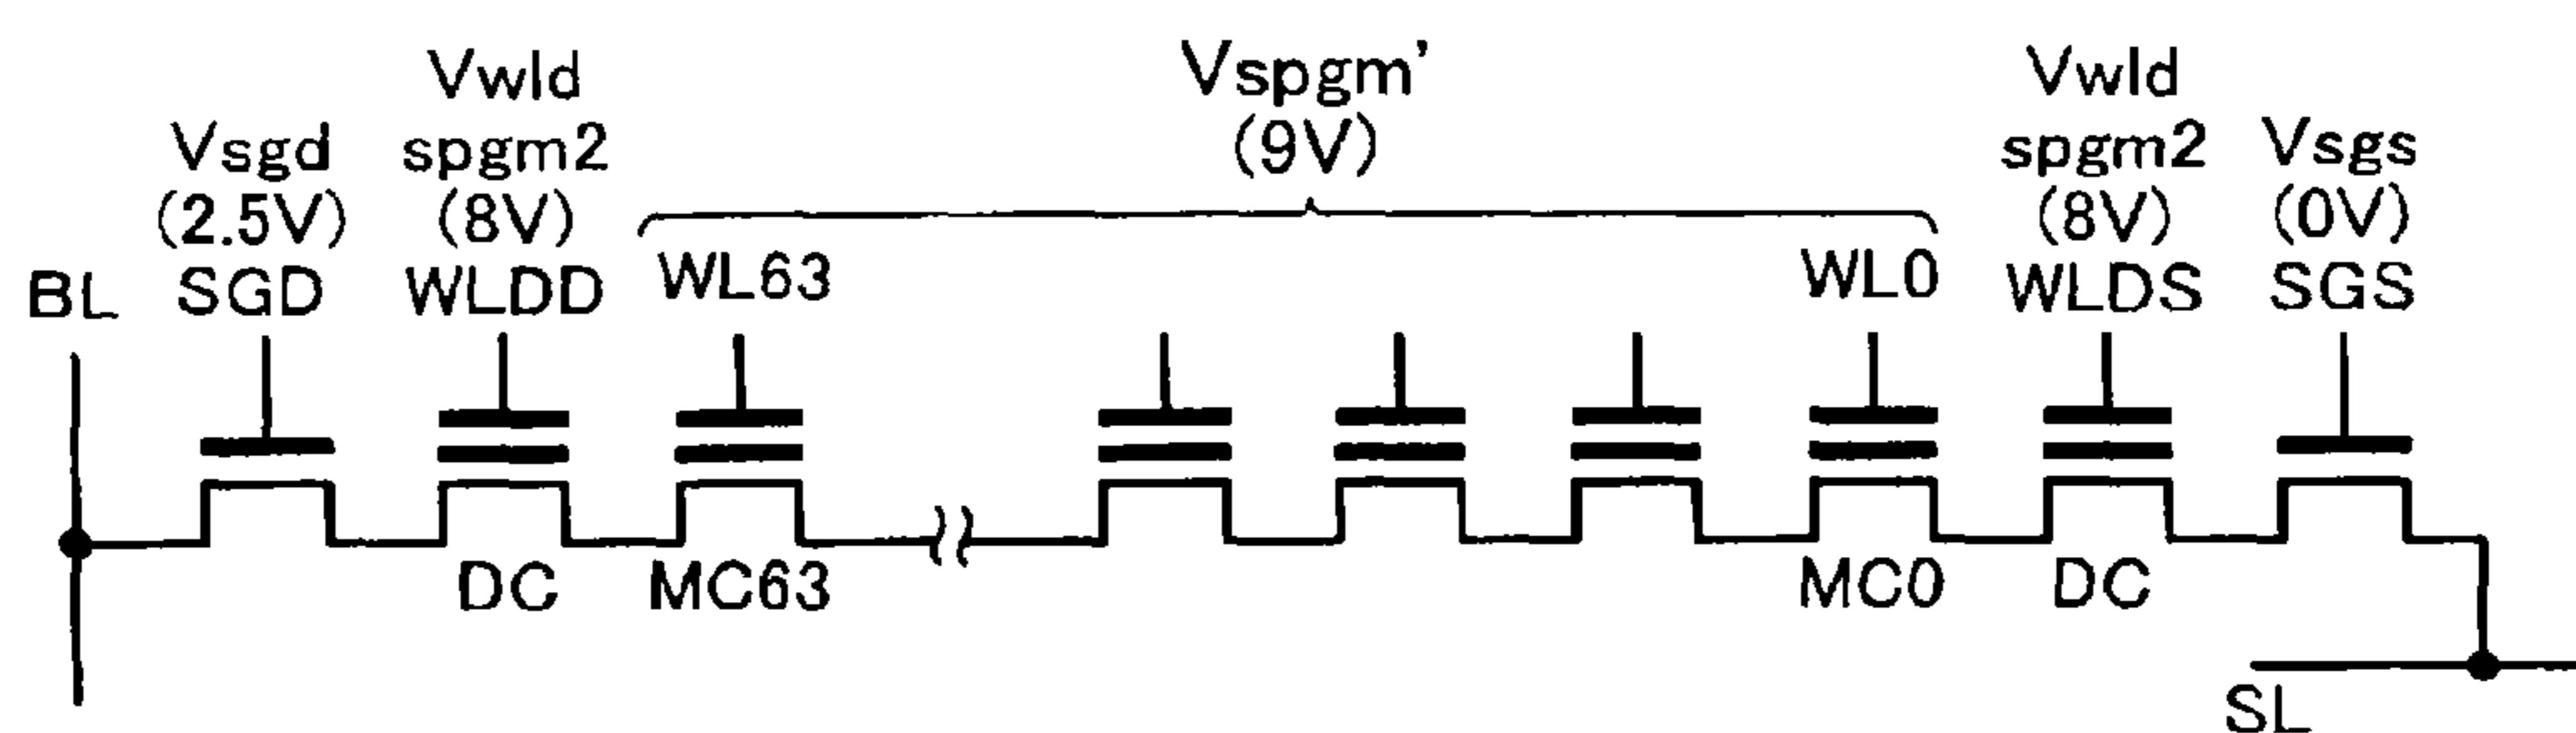 Vspgm'
(9V)
Vwld
spgm2
(8V)
WLDD
Vwld
spgm2
(8V)
WLDS
Vsgd
(2.5V)
SGD
Vsgs
(0V)
SGS
BL
WL63
WL0
DC
MC63
MC0
DC
SL